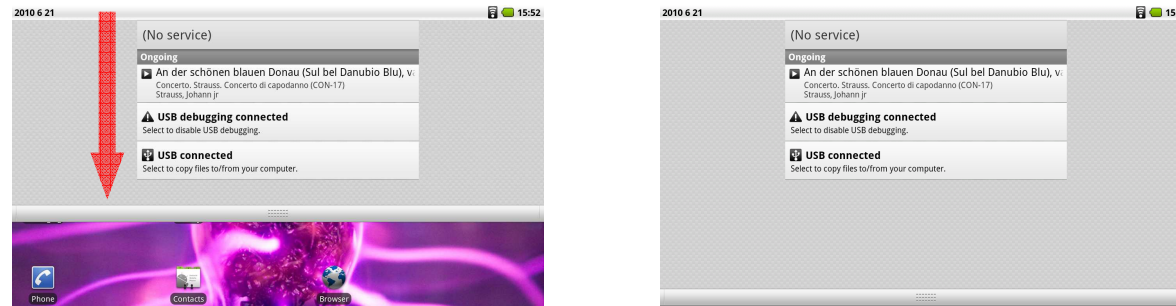 2010 6 21 15:52
(No service)
Ongoing
An der schönen blauen Donau (Sul bel Danubio Blu), va
Concerto. Strauss. Concerto di capodanno (CON-17)
Strauss, Johann jr
USB debugging connected
Select to disable USB debugging.
USB connected
Select to copy files to/from your computer.
Phone Contacts Browser
2010 6 21 15
(No service)
Ongoing
An der schönen blauen Donau (Sul bel Danubio Blu), va
Concerto. Strauss. Concerto di capodanno (CON-17)
Strauss, Johann jr
USB debugging connected
Select to disable USB debugging.
USB connected
Select to copy files to/from your computer.